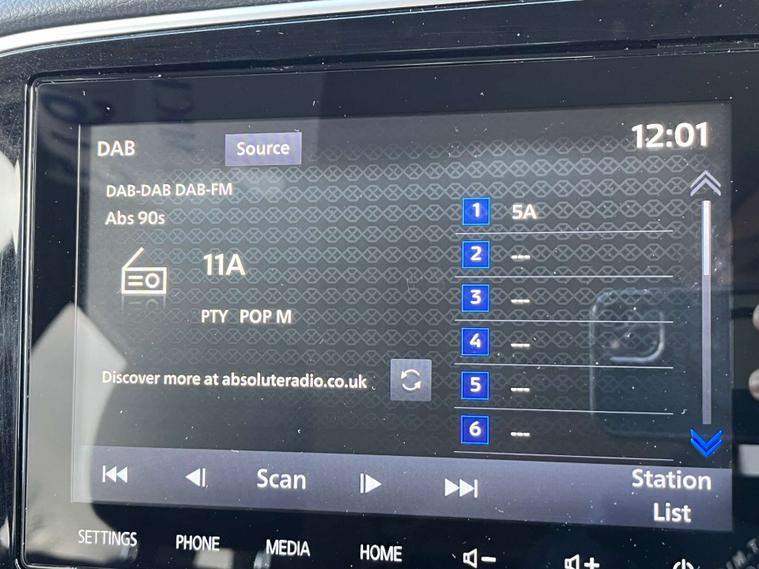 DAB
Source
12:01
DAB-DAB DAB-FM
Abs 90s
11A
PTY POP M
Discover more at absoluteradio.co.uk
1 5A
2 ---
3 ---
4 ---
5 ---
6 ---
Scan
Station
List
SETTINGS
PHONE
MEDIA
HOME